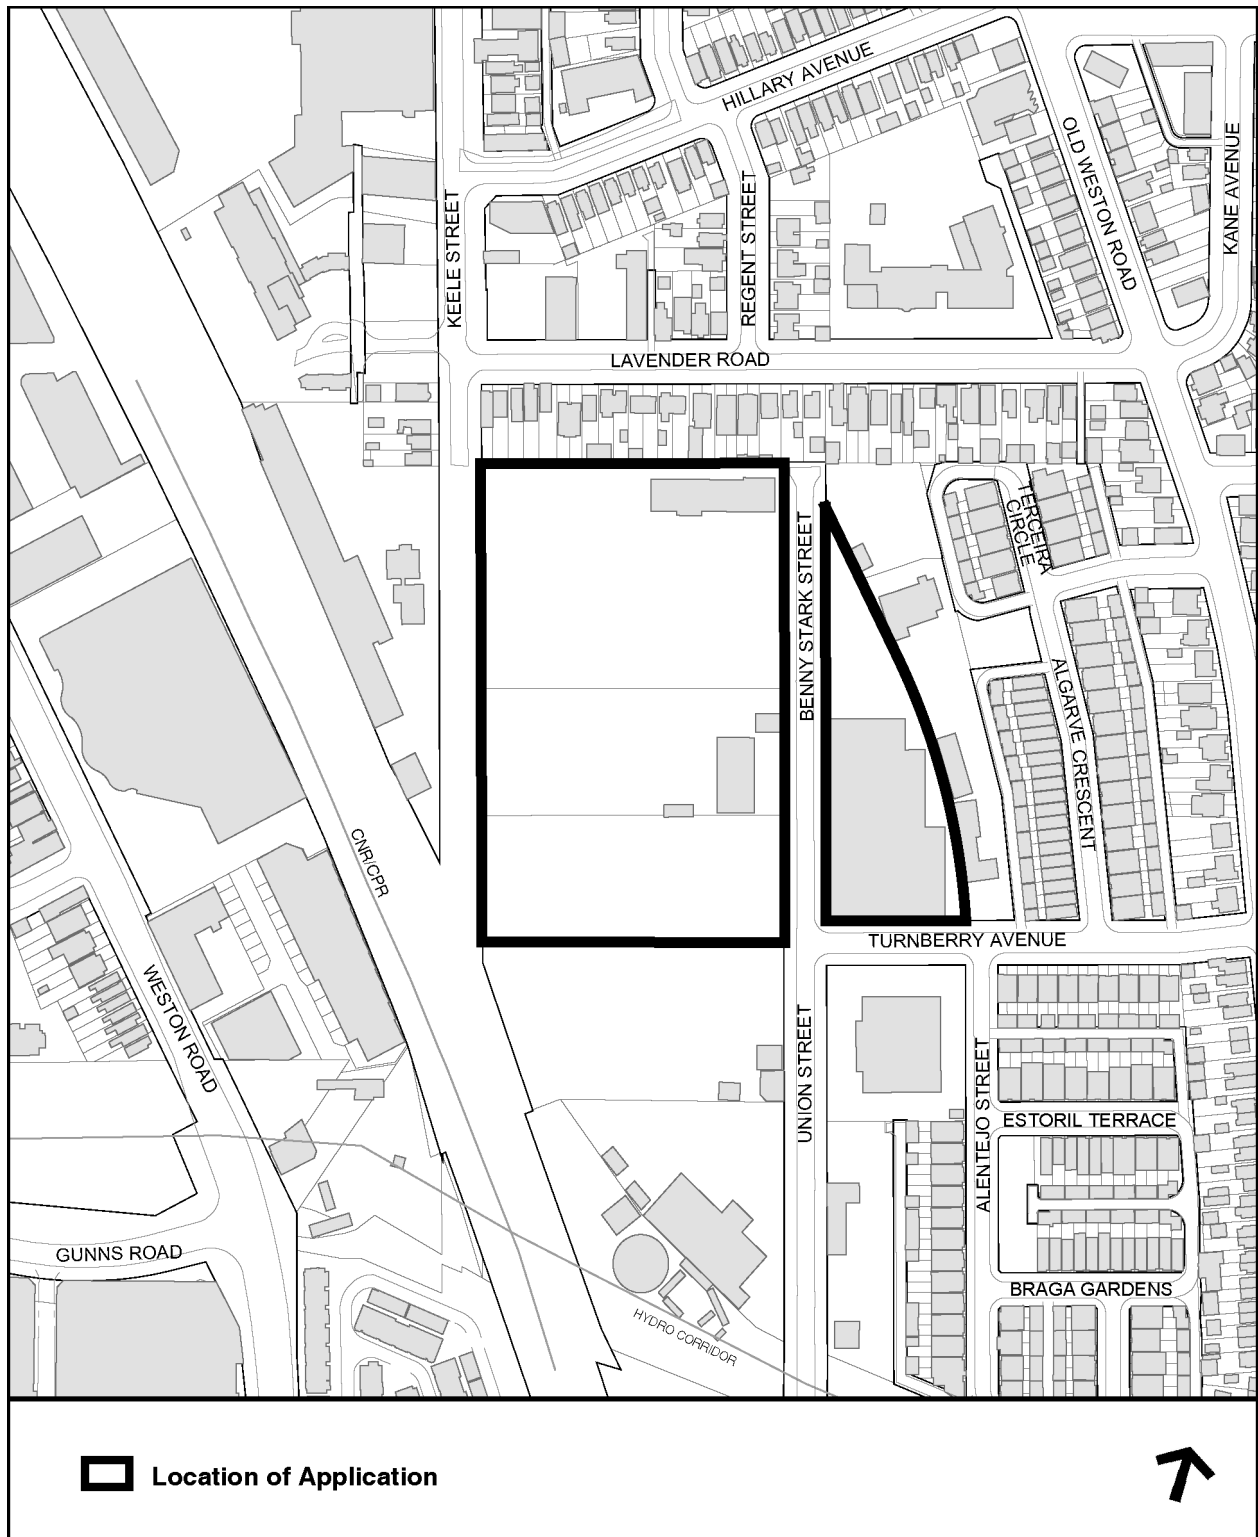 HILLARY AVENUE
OLD WESTON ROAD
KANE AVENUE
KEELE STREET
REGENT STREET
LAVENDER ROAD
TERCEIRA
CIRCLE
BENNY STARK STREET
ALGARVE CRESCENT
CNR/CPR
TURNBERRY AVENUE
WESTON ROAD
UNION STREET
ALENTEJO STREET
ESTORIL TERRACE
GUNNS ROAD
BRAGA GARDENS
HYDRO CORRIDOR
Location of Application